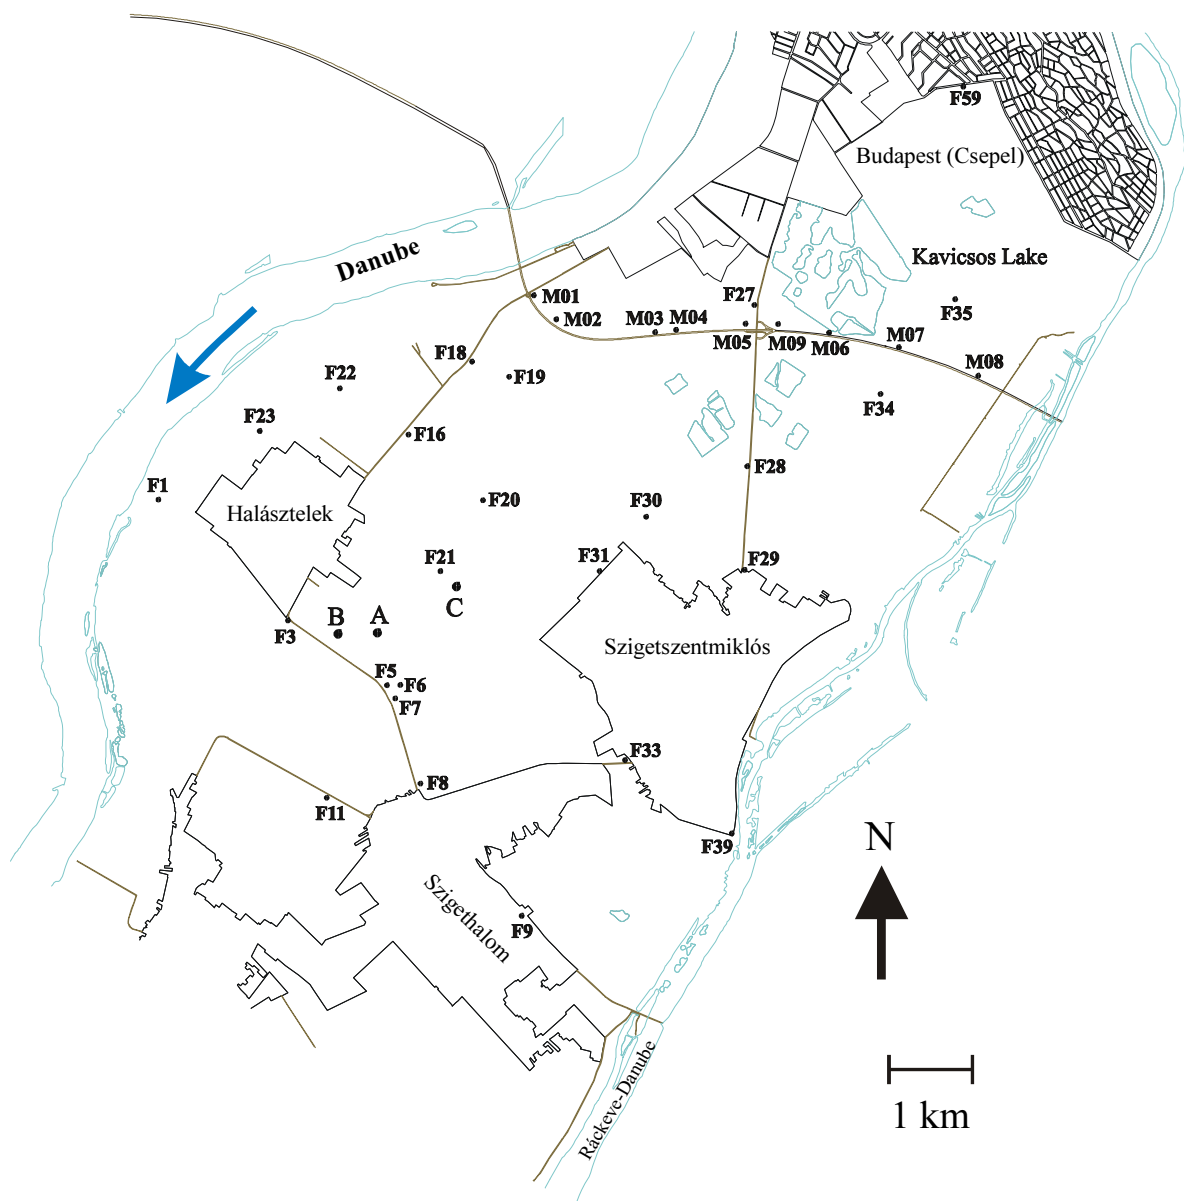 F59
Budapest (Csepel)
Danube
Kavicsos Lake
M01
F27
F35
M02
M03
M04
M05
M09
M06
M07
M08
F18
F19
F22
F34
F23
F16
F28
F1
Halásztelek
F20
F30
F21
F31
F29
C
B
A
F3
Szigetszentmiklós
F5
F6
F7
F33
F8
F11
F39
N
Szigethalom
F9
Ráckeve-Danube
1 km